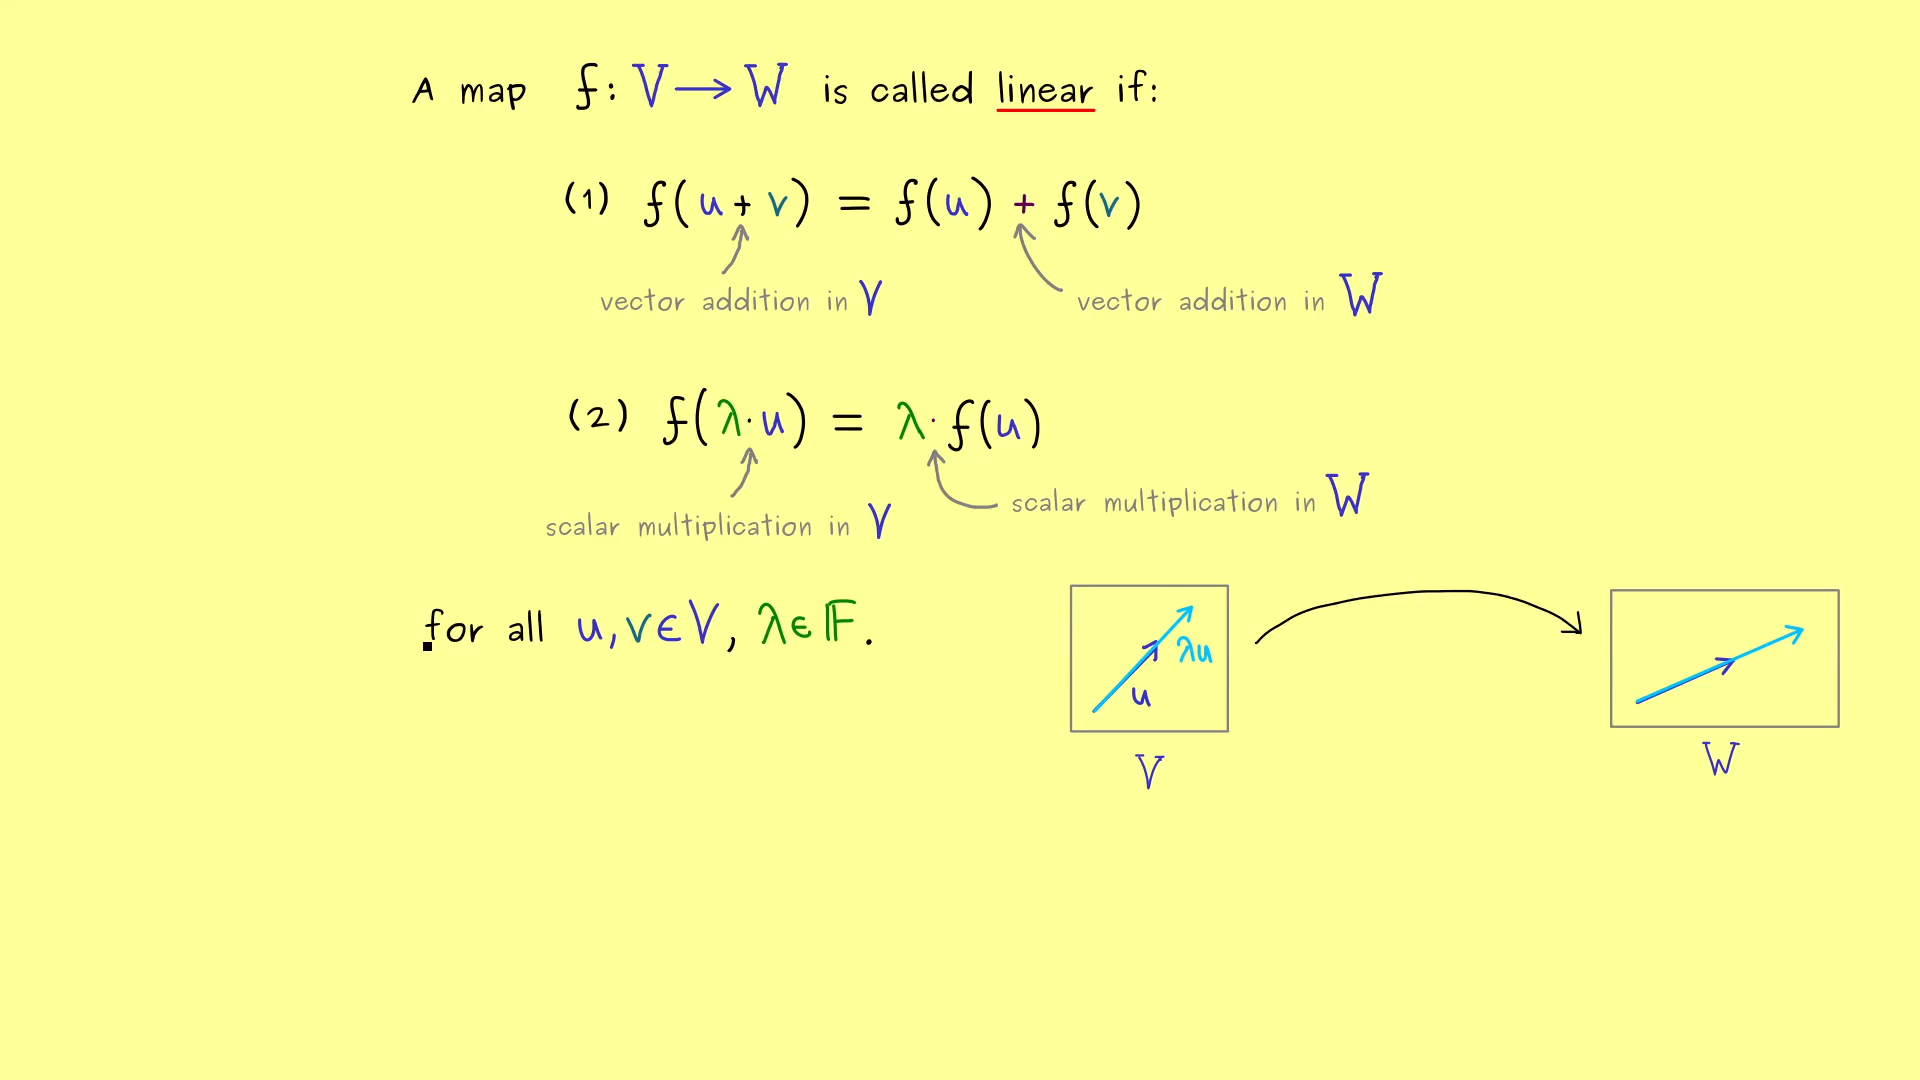 A map f: V → W is called linear if:
(1) f(u + v) = f(u) + f(v)
vector addition in V
vector addition in W
(2) f(λ·u) = λ·f(u)
scalar multiplication in V
scalar multiplication in W
for all u, v ∈ V, λ ∈ 𝔽.
λu
u
V
W